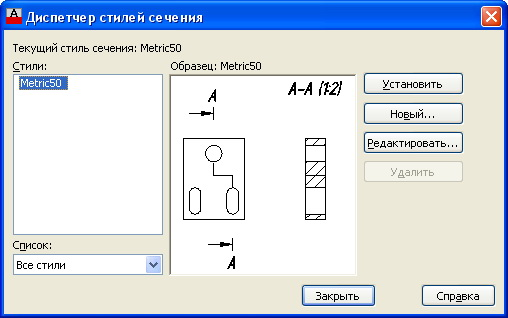 Диспетчер стилей сечения
Текущий стиль сечения: Metric50
Стили:
Metric50
Образец: Metric50
A
A-A (1:2)
A
Установить
Новый...
Редактировать...
Удалить
Список:
Все стили
Закрыть
Справка